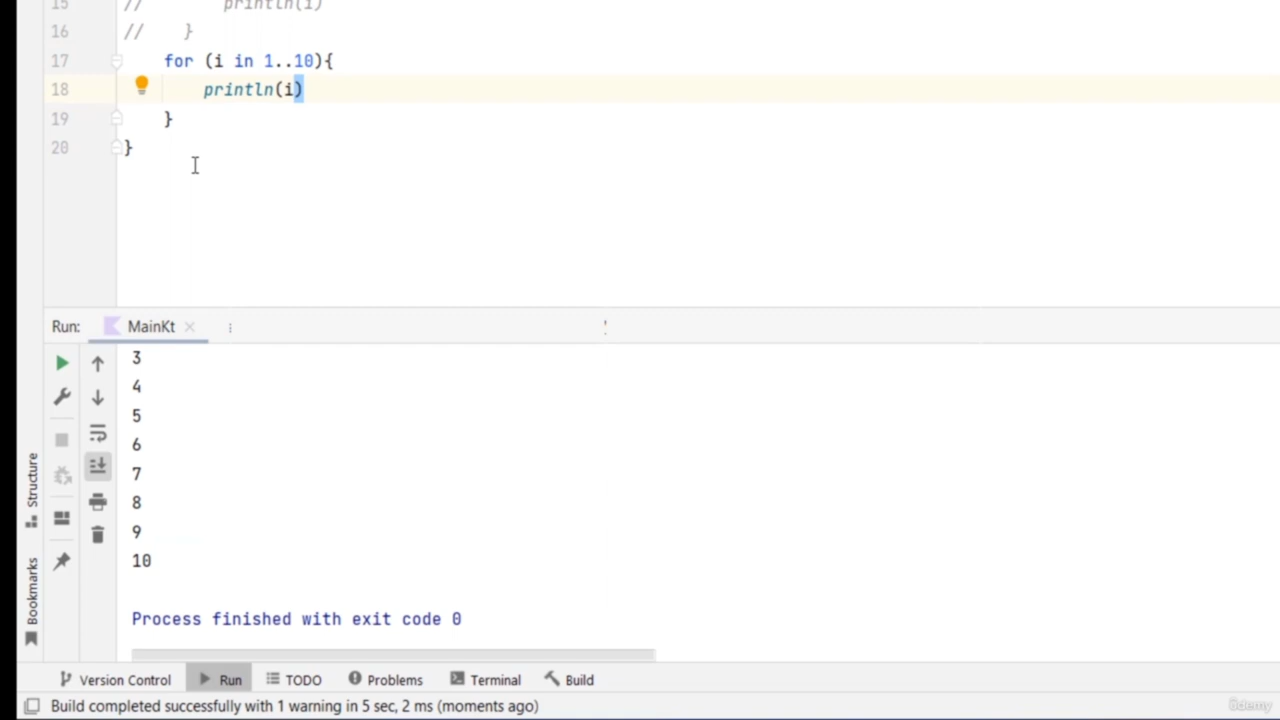 15 //        println(i)
16 //    }
17     for (i in 1..10){
18         println(i)
19     }
20 }
Run: MainKt
3
4
5
6
7
8
9
10
Process finished with exit code 0
Structure
Bookmarks
Version Control Run TODO Problems Terminal Build
Build completed successfully with 1 warning in 5 sec, 2 ms (moments ago)
ûdemy